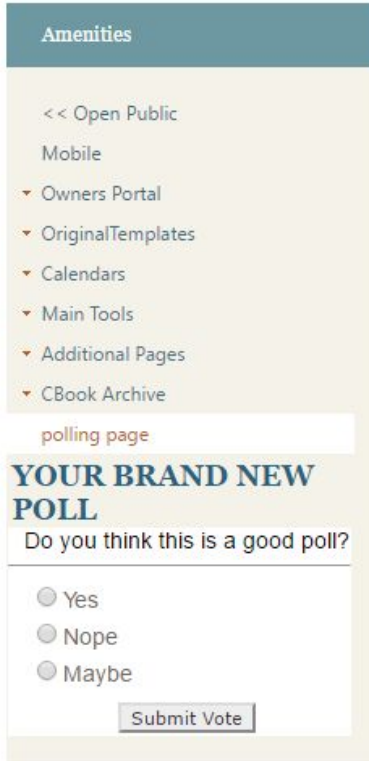 Amenities
<< Open Public
Mobile
Owners Portal
OriginalTemplates
Calendars
Main Tools
Additional Pages
CBook Archive
polling page
YOUR BRAND NEW
POLL
Do you think this is a good poll?
Yes
Nope
Maybe
Submit Vote